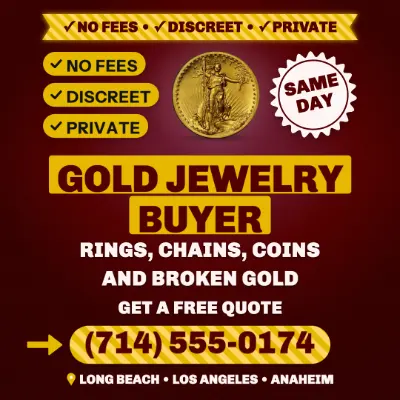 ✓NO FEES • ✓DISCREET • ✓PRIVATE
✓ NO FEES
✓ DISCREET
✓ PRIVATE
SAME
DAY
GOLD JEWELRY
BUYER
RINGS, CHAINS, COINS
AND BROKEN GOLD
GET A FREE QUOTE
(714) 555-0174
LONG BEACH • LOS ANGELES • ANAHEIM